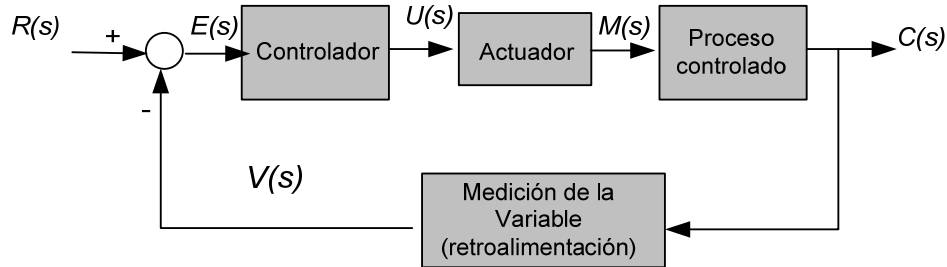 R(s)
+
E(s)
Controlador
U(s)
Actuador
M(s)
Proceso
controlado
C(s)
-
V(s)
Medición de la
Variable
(retroalimentación)